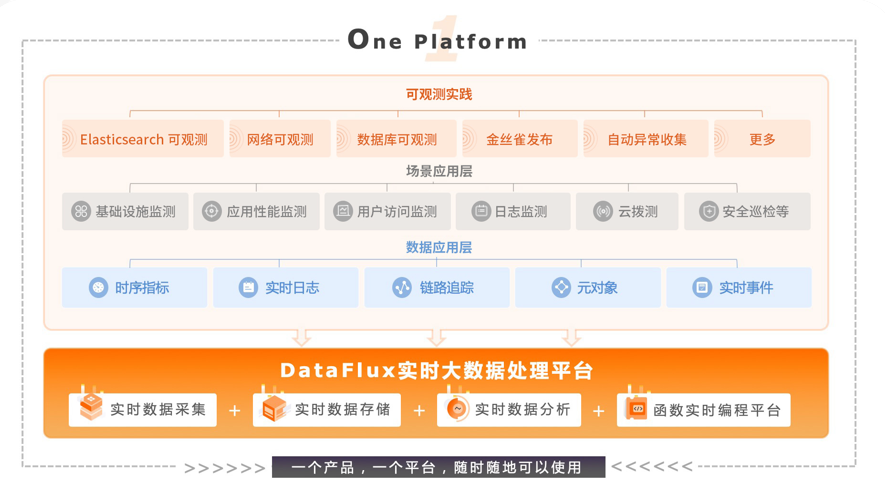 1
One Platform
可观测实践
Elasticsearch 可观测
网络可观测
数据库可观测
金丝雀发布
自动异常收集
更多
场景应用层
基础设施监测
应用性能监测
用户访问监测
日志监测
云拨测
安全巡检等
数据应用层
时序指标
实时日志
链路追踪
元对象
实时事件
DataFlux实时大数据处理平台
实时数据采集
+
实时数据存储
+
实时数据分析
+
函数实时编程平台
>>>>>> 一个产品，一个平台，随时随地可以使用 <<<<<<